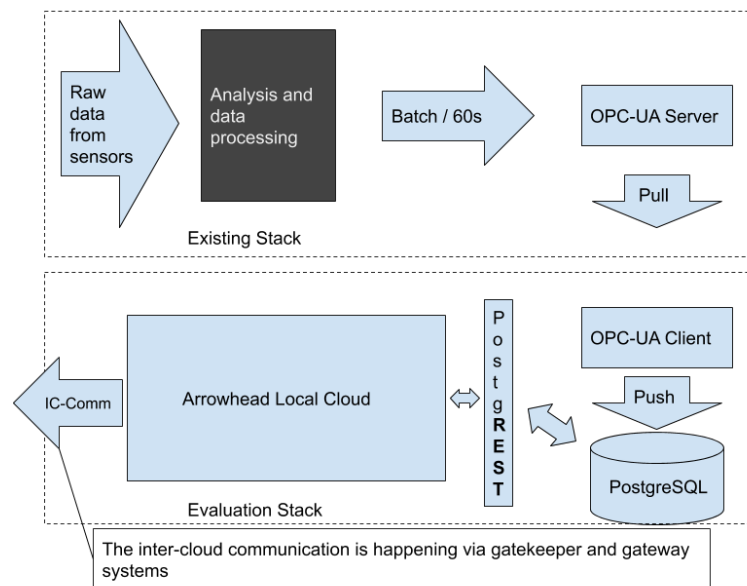 Raw
data
from
sensors
Analysis and
data
processing
Batch / 60s
OPC-UA Server
Pull
Existing Stack
IC-Comm
Arrowhead Local Cloud
PostgREST
OPC-UA Client
Push
PostgreSQL
Evaluation Stack
The inter-cloud communication is happening via gatekeeper and gateway
systems